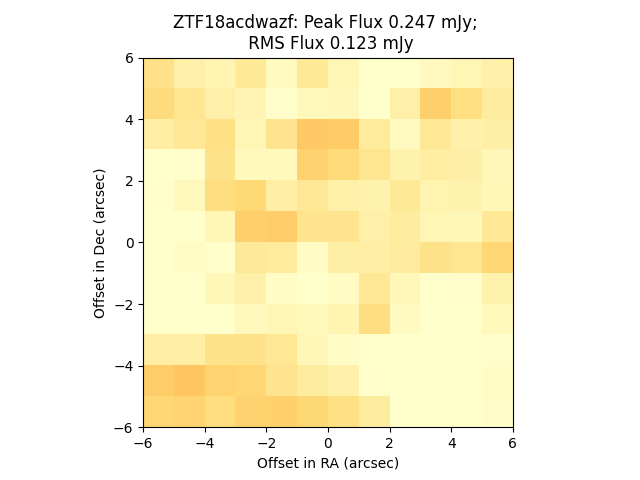 ZTF18acdwazf: Peak Flux 0.247 mJy;
RMS Flux 0.123 mJy
6
4
2
0
−2
−4
−6
Offset in Dec (arcsec)
−6 −4 −2 0 2 4 6
Offset in RA (arcsec)